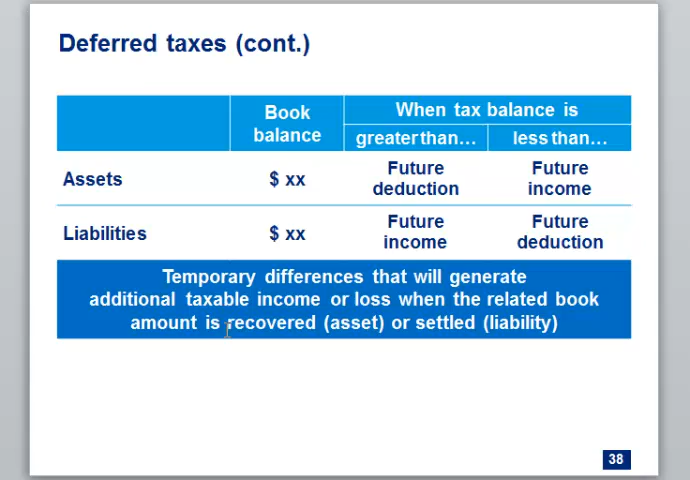 Deferred taxes (cont.)
Book balance
When tax balance is
greater than... less than...
Assets $ xx Future deduction Future income
Liabilities $ xx Future income Future deduction
Temporary differences that will generate
additional taxable income or loss when the related book
amount is recovered (asset) or settled (liability)
38